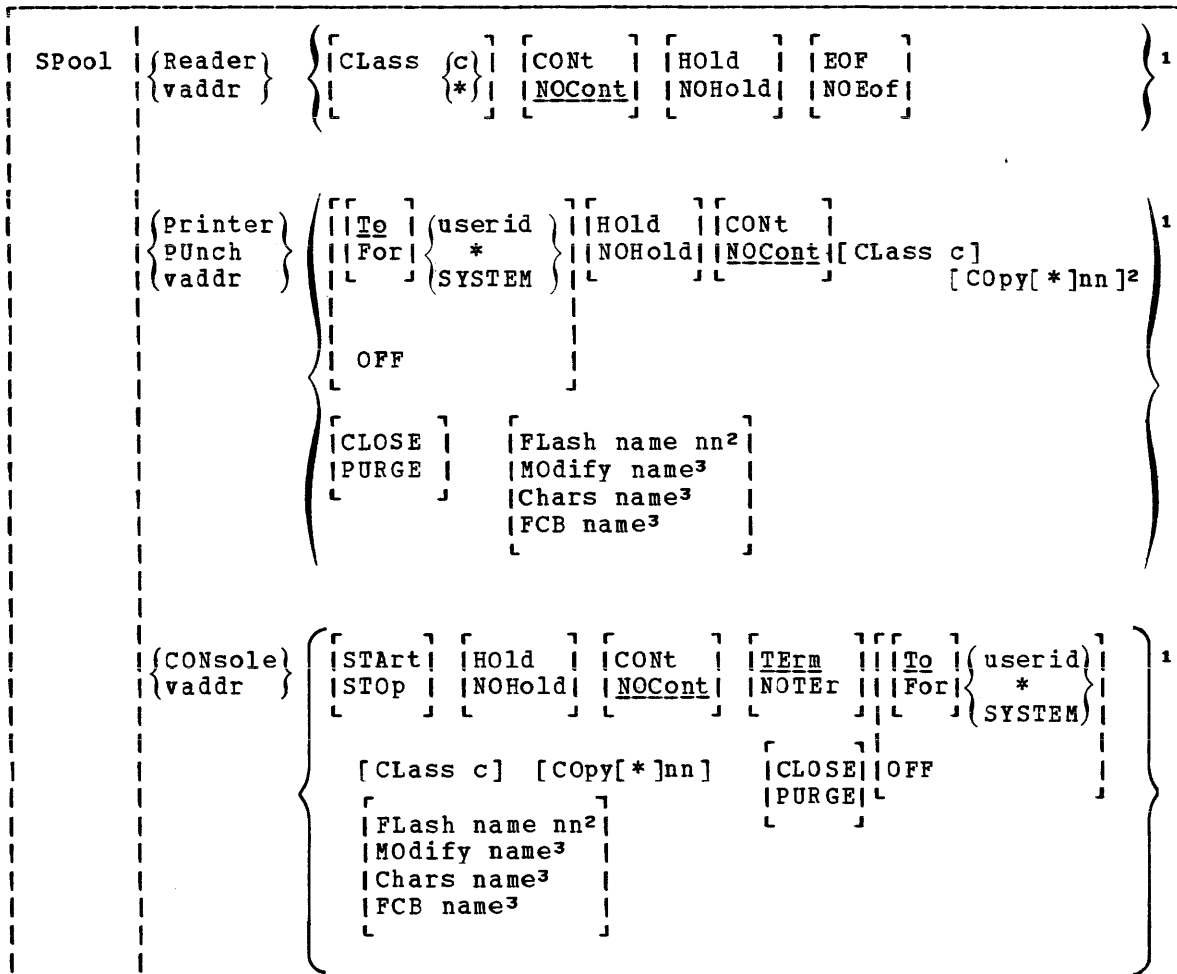 SPool {Reader} {[CLass {c}] [CONt] [HOld] [EOF]} 1
{vaddr} {*} [NOCont] [NOHold] [NOEof]
{Printer} {[[To] {userid}] [HOld] [CONt] 1
{PUnch} [For] {*} [NOHold] [NOCont] [CLass c]
{vaddr} {SYSTEM} [COpy[*]nn]2
OFF
[CLOSE] [FLash name nn2]
[PURGE] [MOdify name3]
[Chars name3]
[FCB name3]
{CONsole} {[STArt] [HOld] [CONt] [TErm] [[To] {userid}] 1
{vaddr} [STOp] [NOHold] [NOCont] [NOTEr] [For] {*}
{SYSTEM}
[CLass c] [COpy[*]nn] [CLOSE] OFF
[PURGE]
[FLash name nn2]
[MOdify name3]
[Chars name3]
[FCB name3]